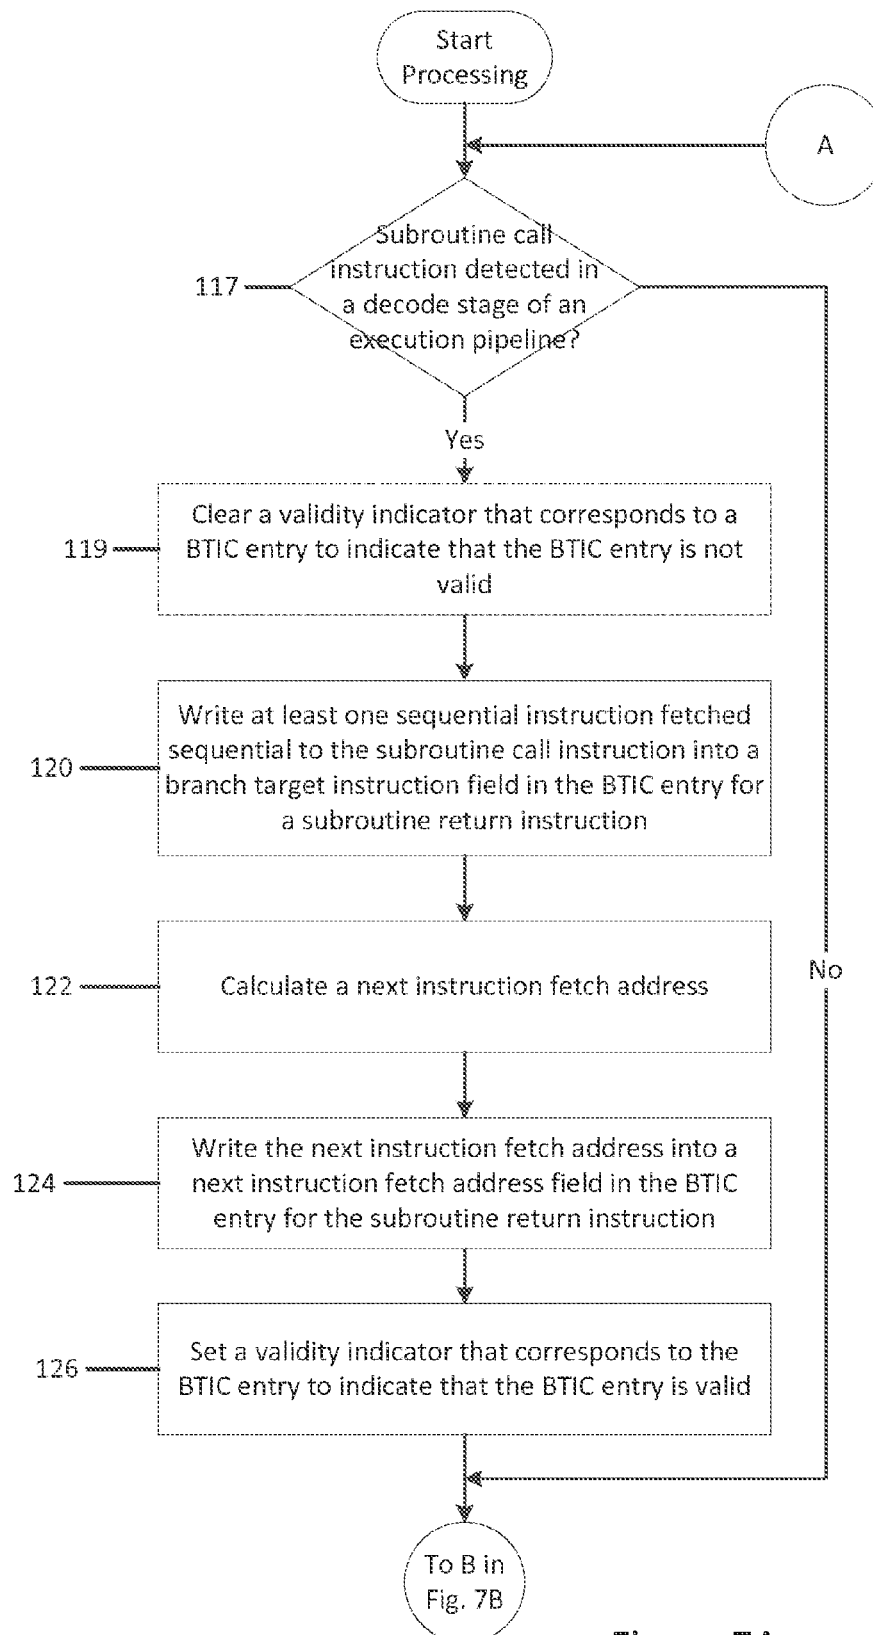 Start
Processing
A
Subroutine call
instruction detected in
a decode stage of an
execution pipeline?
117
Yes
Clear a validity indicator that corresponds to a
BTIC entry to indicate that the BTIC entry is not
valid
119
Write at least one sequential instruction fetched
sequential to the subroutine call instruction into a
branch target instruction field in the BTIC entry for
a subroutine return instruction
120
Calculate a next instruction fetch address
122
No
Write the next instruction fetch address into a
next instruction fetch address field in the BTIC
entry for the subroutine return instruction
124
Set a validity indicator that corresponds to the
BTIC entry to indicate that the BTIC entry is valid
126
To B in
Fig. 7B